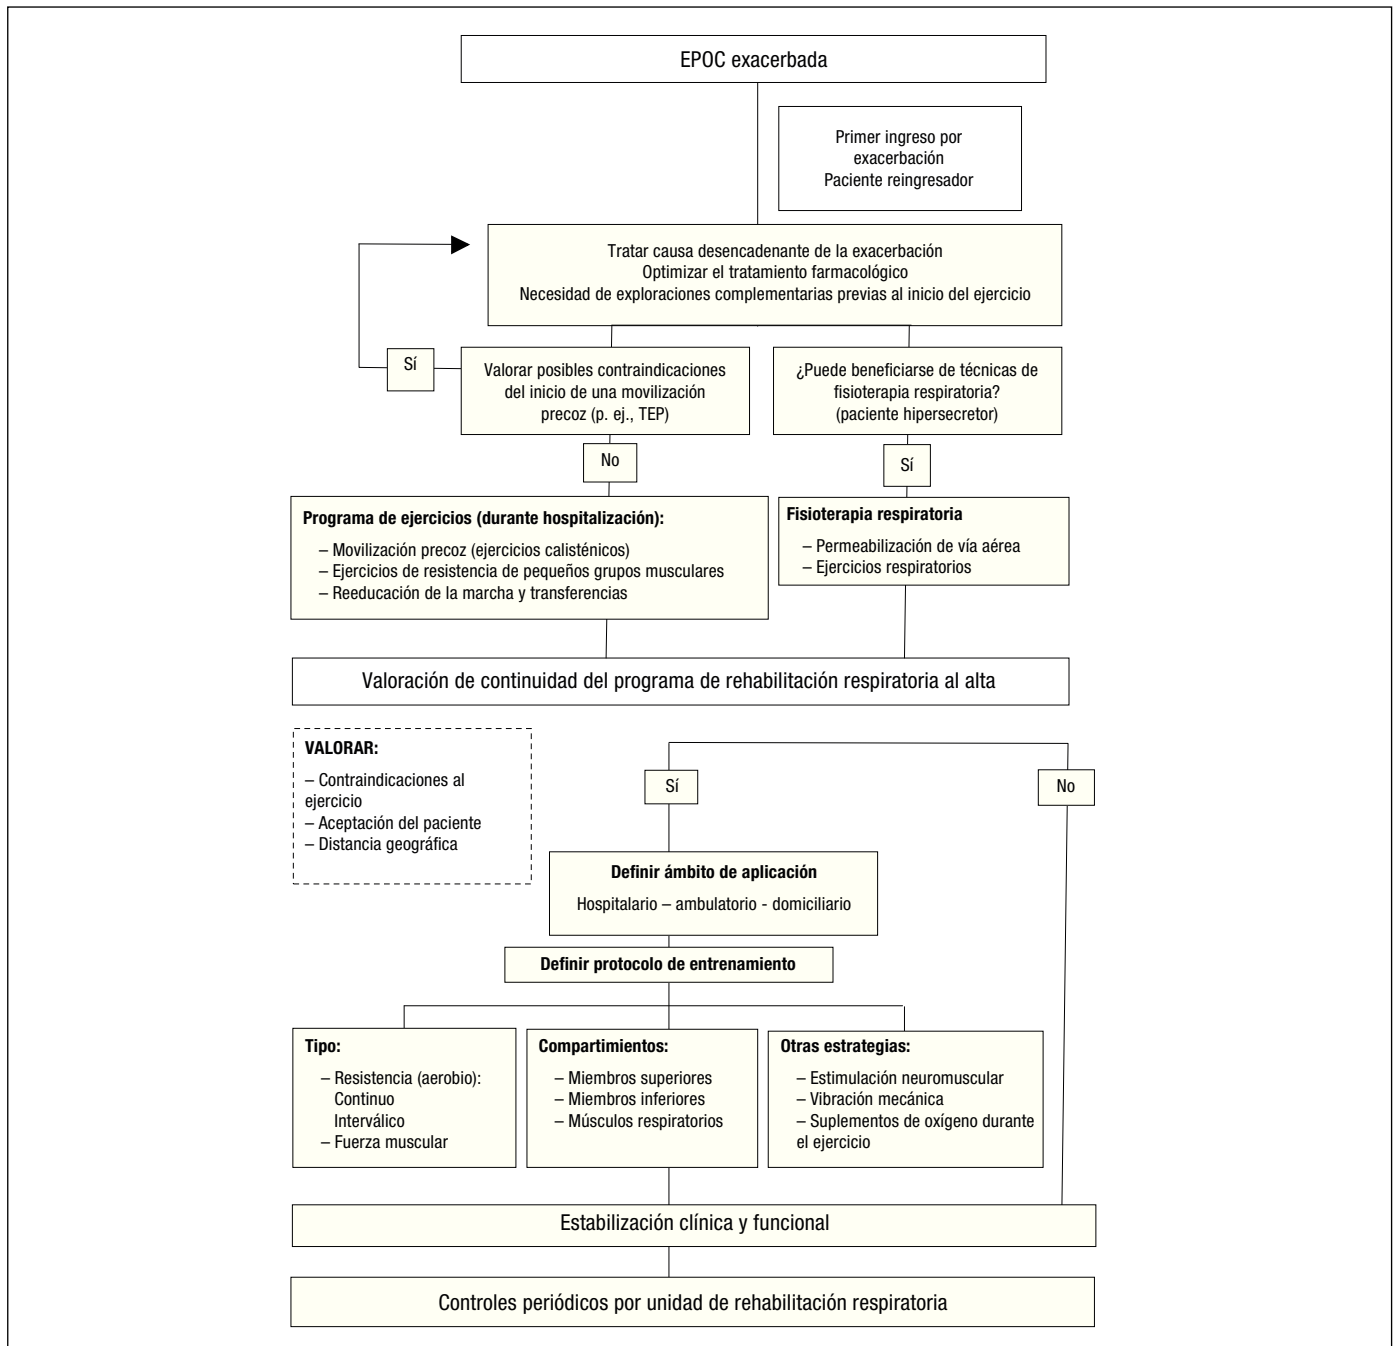 EPOC exacerbada
Primer ingreso por
exacerbación
Paciente reingresador
Tratar causa desencadenante de la exacerbación
Optimizar el tratamiento farmacológico
Necesidad de exploraciones complementarias previas al inicio del ejercicio
Sí
Valorar posibles contraindicaciones
del inicio de una movilización
precoz (p. ej., TEP)
¿Puede beneficiarse de técnicas de
fisioterapia respiratoria?
(paciente hipersecretor)
No
Sí
Programa de ejercicios (durante hospitalización):
– Movilización precoz (ejercicios calisténicos)
– Ejercicios de resistencia de pequeños grupos musculares
– Reeducación de la marcha y transferencias
Fisioterapia respiratoria
– Permeabilización de vía aérea
– Ejercicios respiratorios
Valoración de continuidad del programa de rehabilitación respiratoria al alta
VALORAR:
– Contraindicaciones al
ejercicio
– Aceptación del paciente
– Distancia geográfica
Sí
No
Definir ámbito de aplicación
Hospitalario – ambulatorio - domiciliario
Definir protocolo de entrenamiento
Tipo:
– Resistencia (aerobio):
Continuo
Interválico
– Fuerza muscular
Compartimientos:
– Miembros superiores
– Miembros inferiores
– Músculos respiratorios
Otras estrategias:
– Estimulación neuromuscular
– Vibración mecánica
– Suplementos de oxígeno durante
el ejercicio
Estabilización clínica y funcional
Controles periódicos por unidad de rehabilitación respiratoria